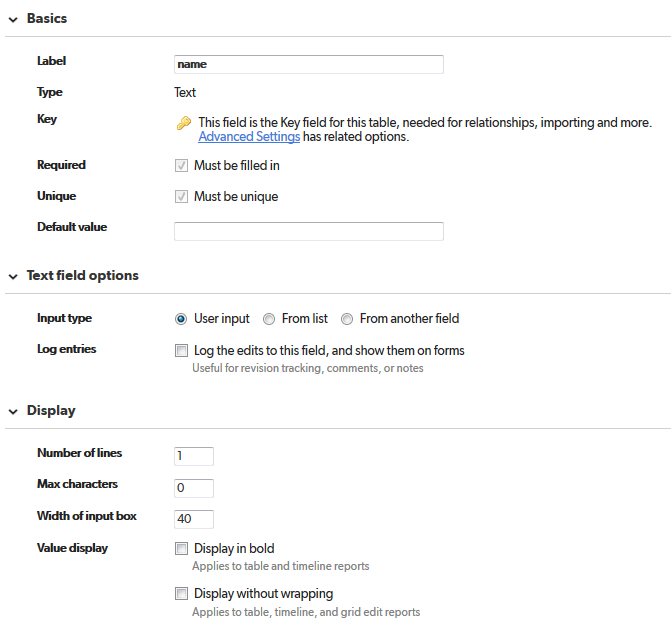 Basics
Label name
Type Text
Key This field is the Key field for this table, needed for relationships, importing and more.
Advanced Settings has related options.
Required Must be filled in
Unique Must be unique
Default value
Text field options
Input type User input From list From another field
Log entries Log the edits to this field, and show them on forms
Useful for revision tracking, comments, or notes
Display
Number of lines 1
Max characters 0
Width of input box 40
Value display Display in bold
Applies to table and timeline reports
Display without wrapping
Applies to table, timeline, and grid edit reports